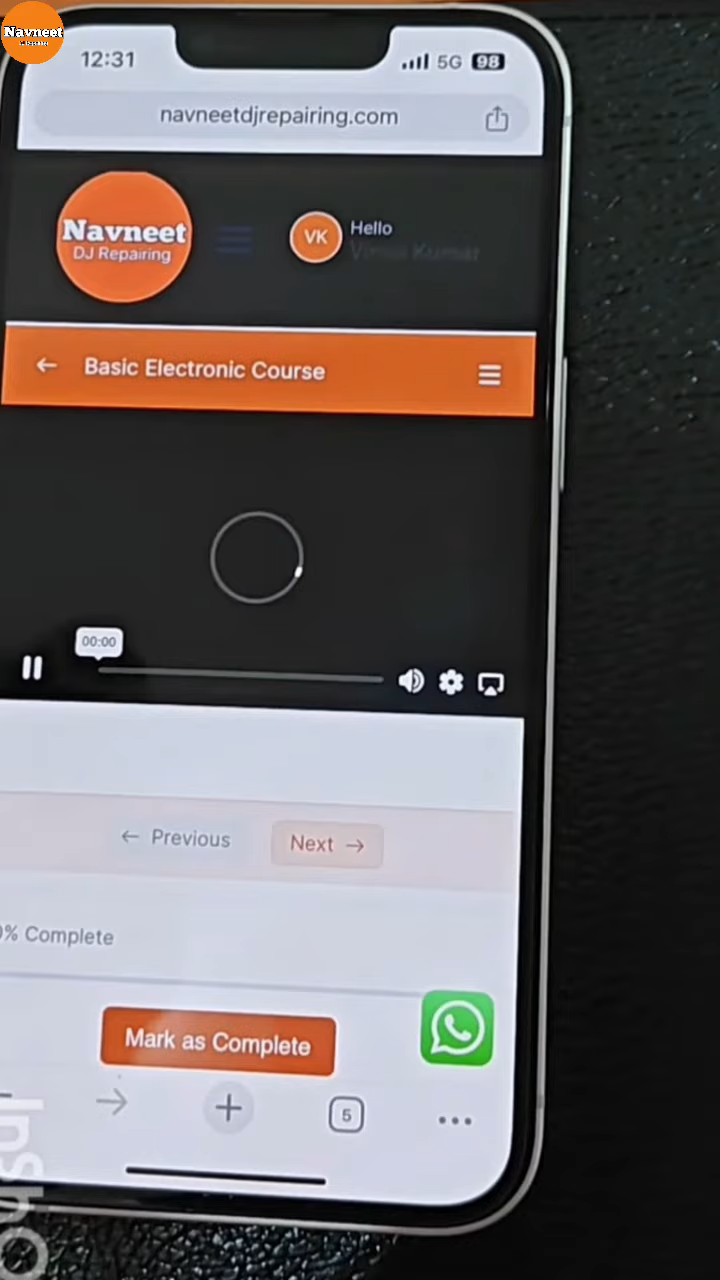 Navneet
12:31
5G
98
navneetdjrepairing.com
Navneet
DJ Repairing
VK
Hello
Kumar
Basic Electronic Course
00:00
← Previous
Next →
% Complete
Mark as Complete
5